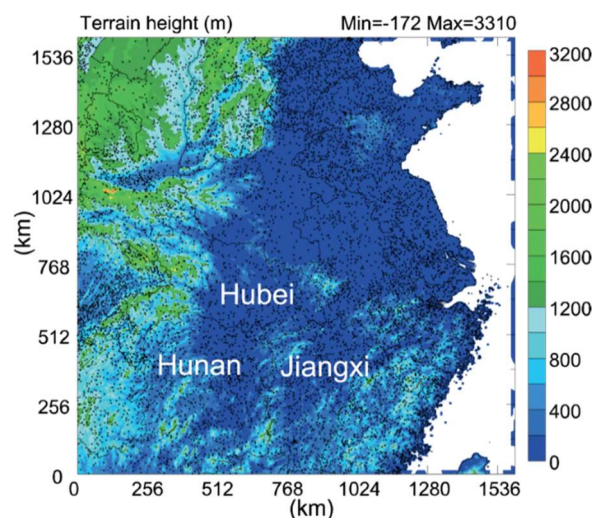 Terrain height (m) Min=-172 Max=3310
1536
1280
1024
768
512
256
0
(km)
Hubei
Hunan Jiangxi
0 256 512 768 1024 1280 1536
(km)
3200
2800
2400
2000
1600
1200
800
400
0